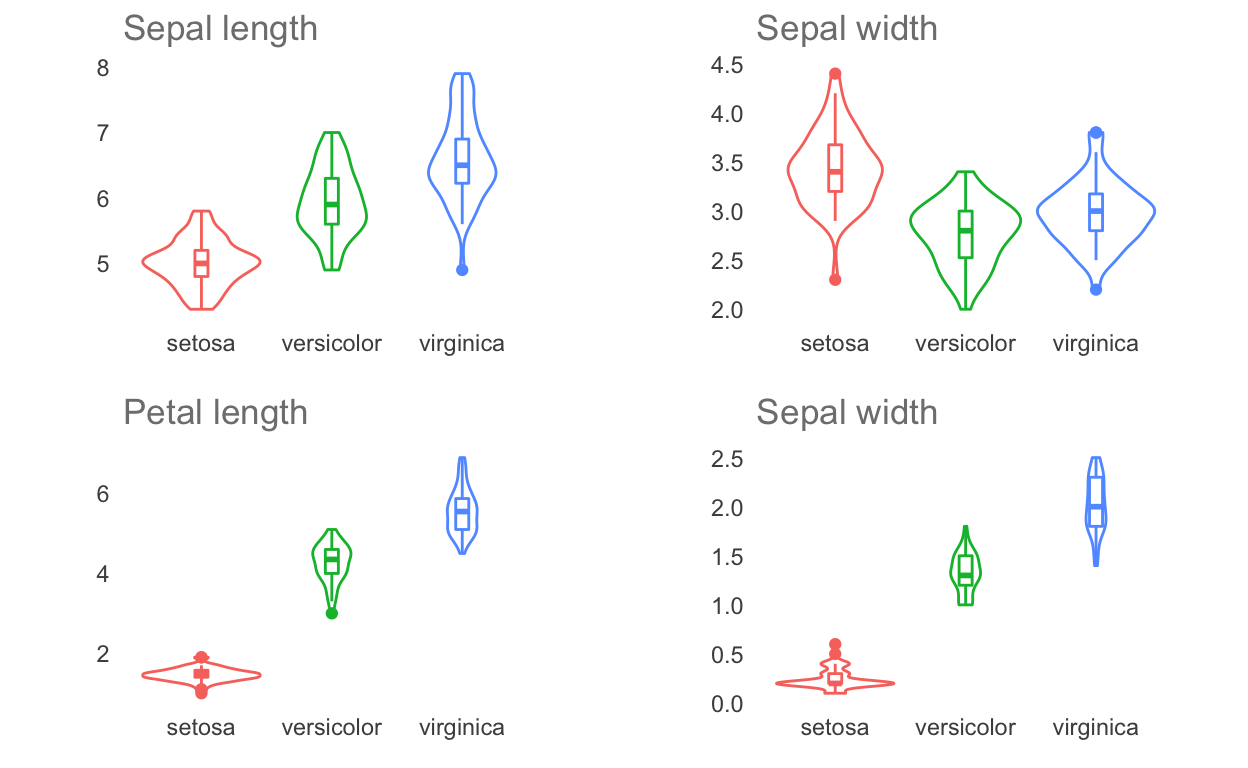 Sepal length
8
7
6
5
setosa versicolor virginica
Sepal width
4.5
4.0
3.5
3.0
2.5
2.0
setosa versicolor virginica
Petal length
6
4
2
setosa versicolor virginica
Sepal width
2.5
2.0
1.5
1.0
0.5
0.0
setosa versicolor virginica